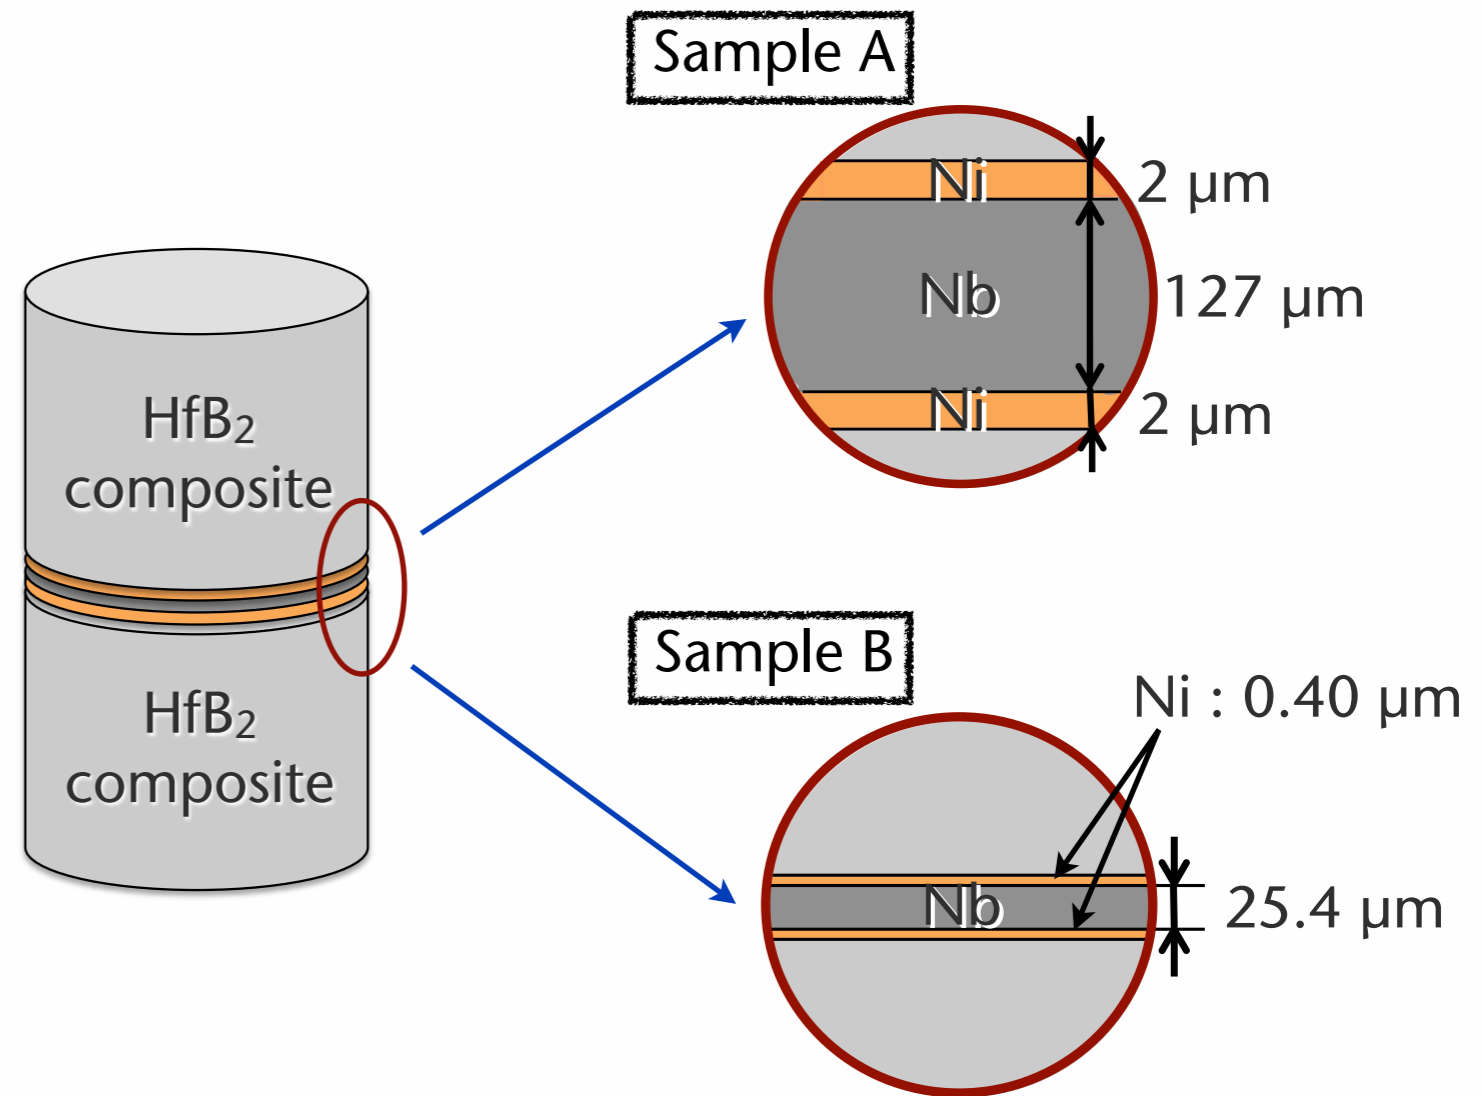 Sample A
Ni
2 μm
Nb
127 μm
Ni
2 μm
HfB₂
composite
HfB₂
composite
Sample B
Ni : 0.40 μm
Nb
25.4 μm